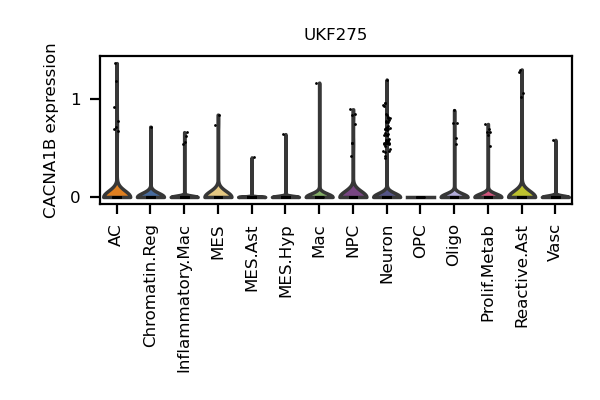 UKF275
CACNA1B expression
1
0
AC
Chromatin.Reg
Inflammatory.Mac
MES
MES.Ast
MES.Hyp
Mac
NPC
Neuron
OPC
Oligo
Prolif.Metab
Reactive.Ast
Vasc